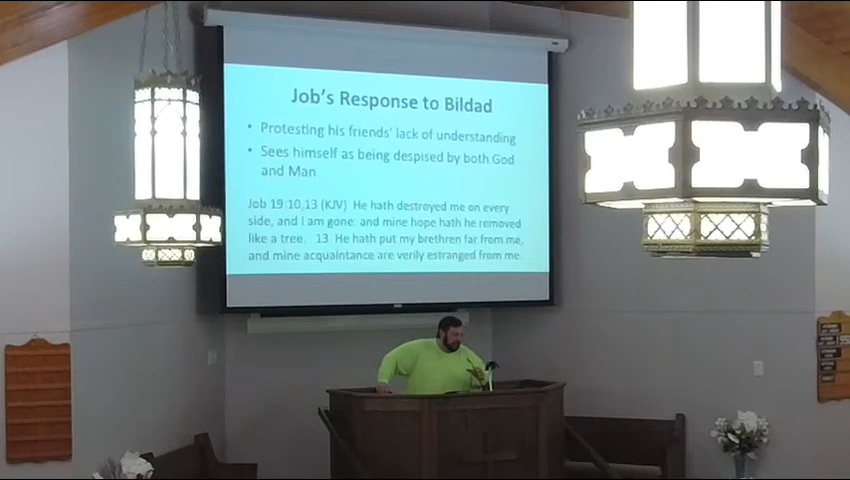 Job's Response to Bildad
• Protesting his friends' lack of understanding
• Sees himself as being despised by both God
and Man
Job 19:10,13 (KJV) He hath destroyed me on every
side, and I am gone: and mine hope hath he removed
like a tree. 13 He hath put my brethren far from me,
and mine acquaintance are verily estranged from me.